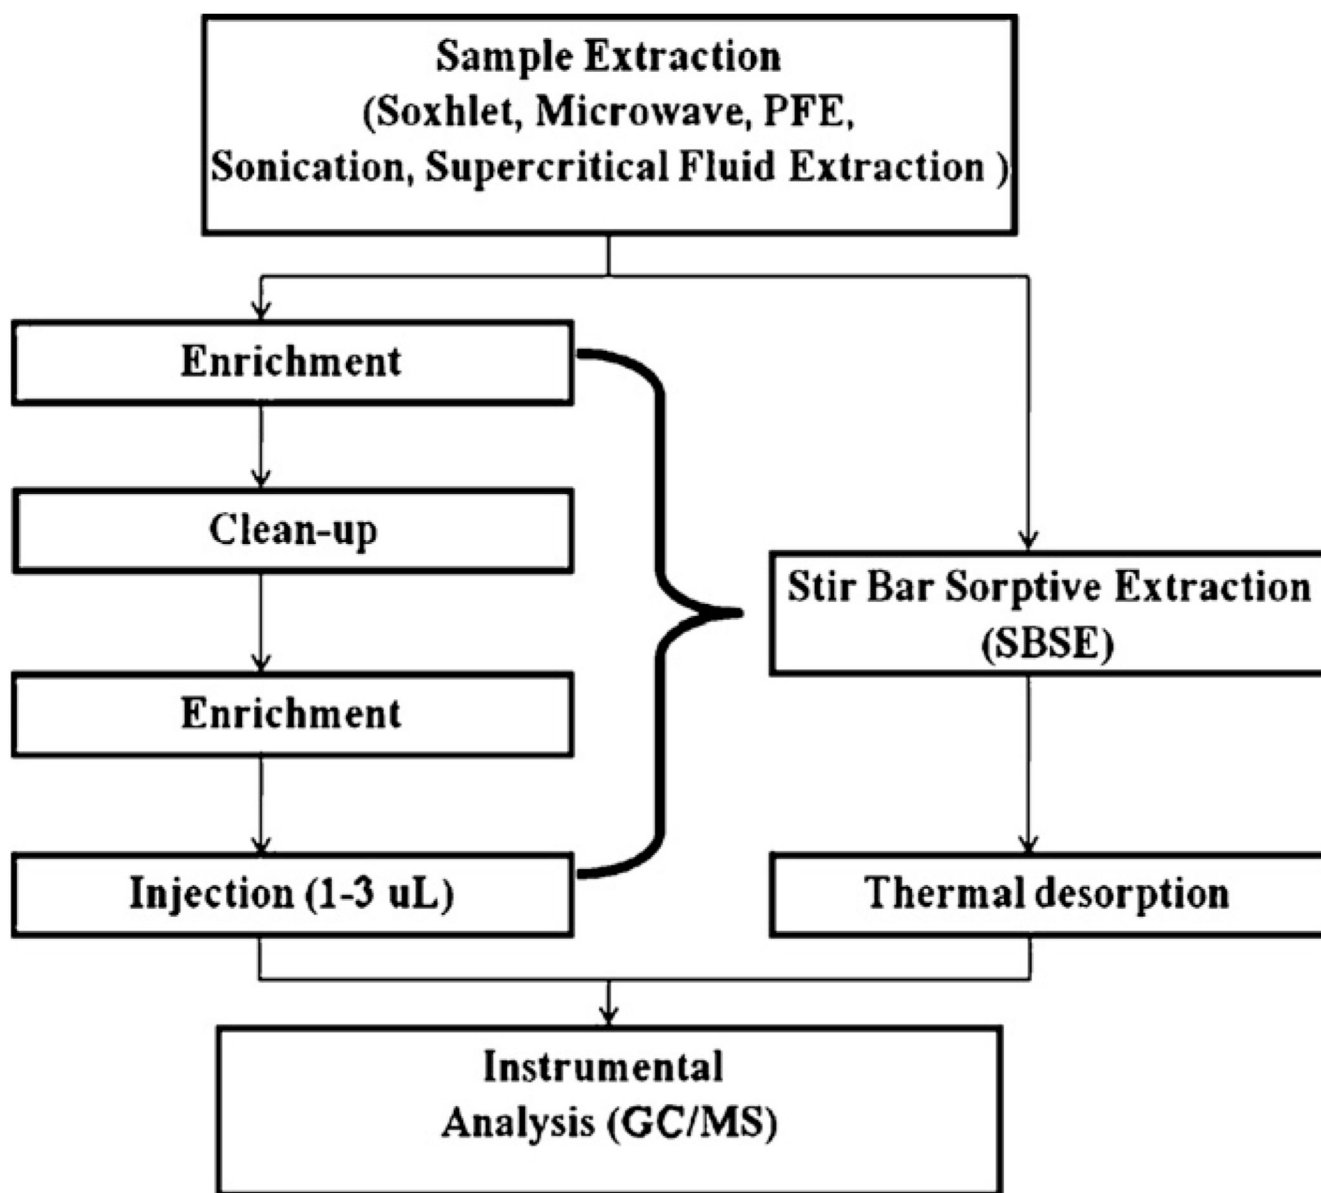 Sample Extraction
(Soxhlet, Microwave, PFE,
Sonication, Supercritical Fluid Extraction )
Enrichment
Clean-up
Enrichment
Injection (1-3 uL)
Stir Bar Sorptive Extraction
(SBSE)
Thermal desorption
Instrumental
Analysis (GC/MS)